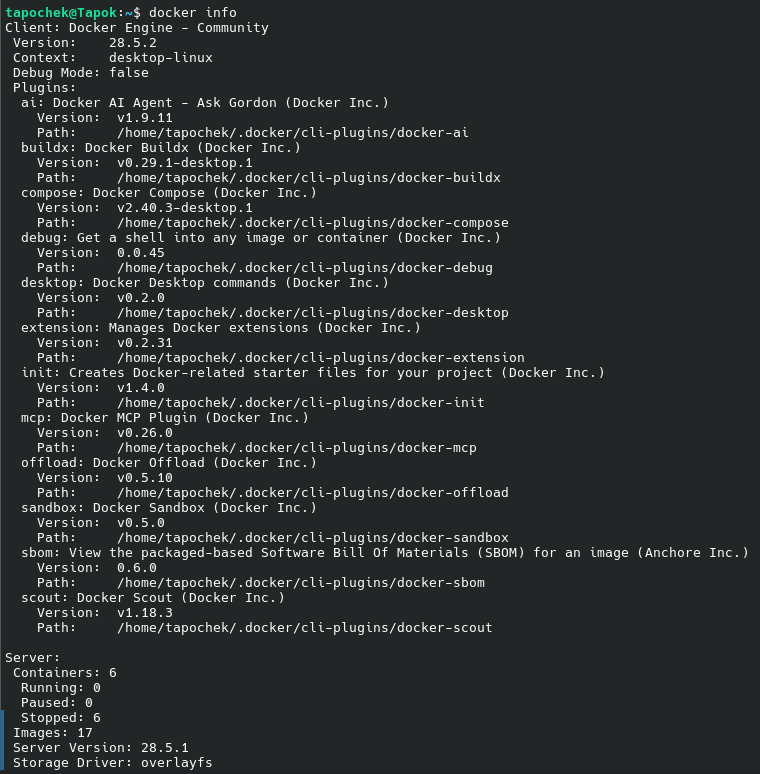 tapochek@Tapok:~$ docker info
Client: Docker Engine - Community
 Version:    28.5.2
 Context:    desktop-linux
 Debug Mode: false
 Plugins:
  ai: Docker AI Agent - Ask Gordon (Docker Inc.)
    Version:  v1.9.11
    Path:     /home/tapochek/.docker/cli-plugins/docker-ai
  buildx: Docker Buildx (Docker Inc.)
    Version:  v0.29.1-desktop.1
    Path:     /home/tapochek/.docker/cli-plugins/docker-buildx
  compose: Docker Compose (Docker Inc.)
    Version:  v2.40.3-desktop.1
    Path:     /home/tapochek/.docker/cli-plugins/docker-compose
  debug: Get a shell into any image or container (Docker Inc.)
    Version:  0.0.45
    Path:     /home/tapochek/.docker/cli-plugins/docker-debug
  desktop: Docker Desktop commands (Docker Inc.)
    Version:  v0.2.0
    Path:     /home/tapochek/.docker/cli-plugins/docker-desktop
  extension: Manages Docker extensions (Docker Inc.)
    Version:  v0.2.31
    Path:     /home/tapochek/.docker/cli-plugins/docker-extension
  init: Creates Docker-related starter files for your project (Docker Inc.)
    Version:  v1.4.0
    Path:     /home/tapochek/.docker/cli-plugins/docker-init
  mcp: Docker MCP Plugin (Docker Inc.)
    Version:  v0.26.0
    Path:     /home/tapochek/.docker/cli-plugins/docker-mcp
  offload: Docker Offload (Docker Inc.)
    Version:  v0.5.10
    Path:     /home/tapochek/.docker/cli-plugins/docker-offload
  sandbox: Docker Sandbox (Docker Inc.)
    Version:  v0.5.0
    Path:     /home/tapochek/.docker/cli-plugins/docker-sandbox
  sbom: View the packaged-based Software Bill Of Materials (SBOM) for an image (Anchore Inc.)
    Version:  0.6.0
    Path:     /home/tapochek/.docker/cli-plugins/docker-sbom
  scout: Docker Scout (Docker Inc.)
    Version:  v1.18.3
    Path:     /home/tapochek/.docker/cli-plugins/docker-scout

Server:
 Containers: 6
  Running: 0
  Paused: 0
  Stopped: 6
 Images: 17
 Server Version: 28.5.1
 Storage Driver: overlayfs